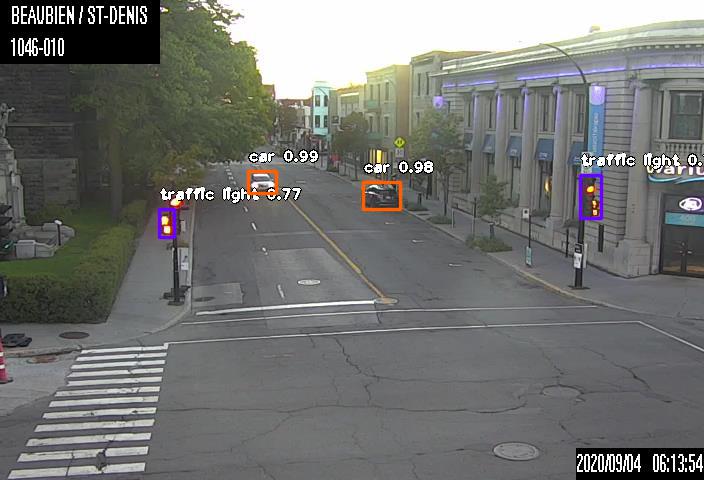 BEAUBIEN / ST-DENIS
1046-010
car 0.99
car 0.98
traffic light 0.
traffic light 0.77
2020/09/04 06:13:54